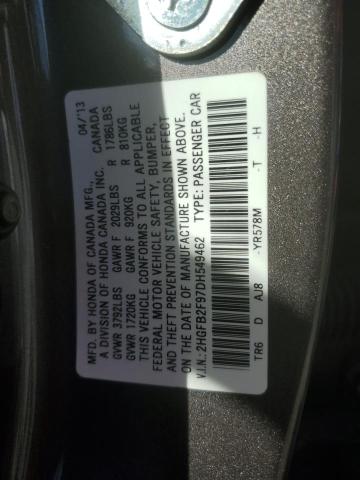 MFD. BY HONDA OF CANADA MFG., 04/'13
A DIVISION OF HONDA CANADA INC. CANADA
GVWR 3792LBS GAWR F 2029LBS R 1786LBS
GVWR 1720KG GAWR F 920KG R 810KG
THIS VEHICLE CONFORMS TO ALL APPLICABLE
FEDERAL MOTOR VEHICLE SAFETY, BUMPER,
AND THEFT PREVENTION STANDARDS IN EFFECT
ON THE DATE OF MANUFACTURE SHOWN ABOVE.
V.I.N.: 2HGFB2F97DH549462 TYPE: PASSENGER CAR
TR6 D AJ8 -YR578M -T -H